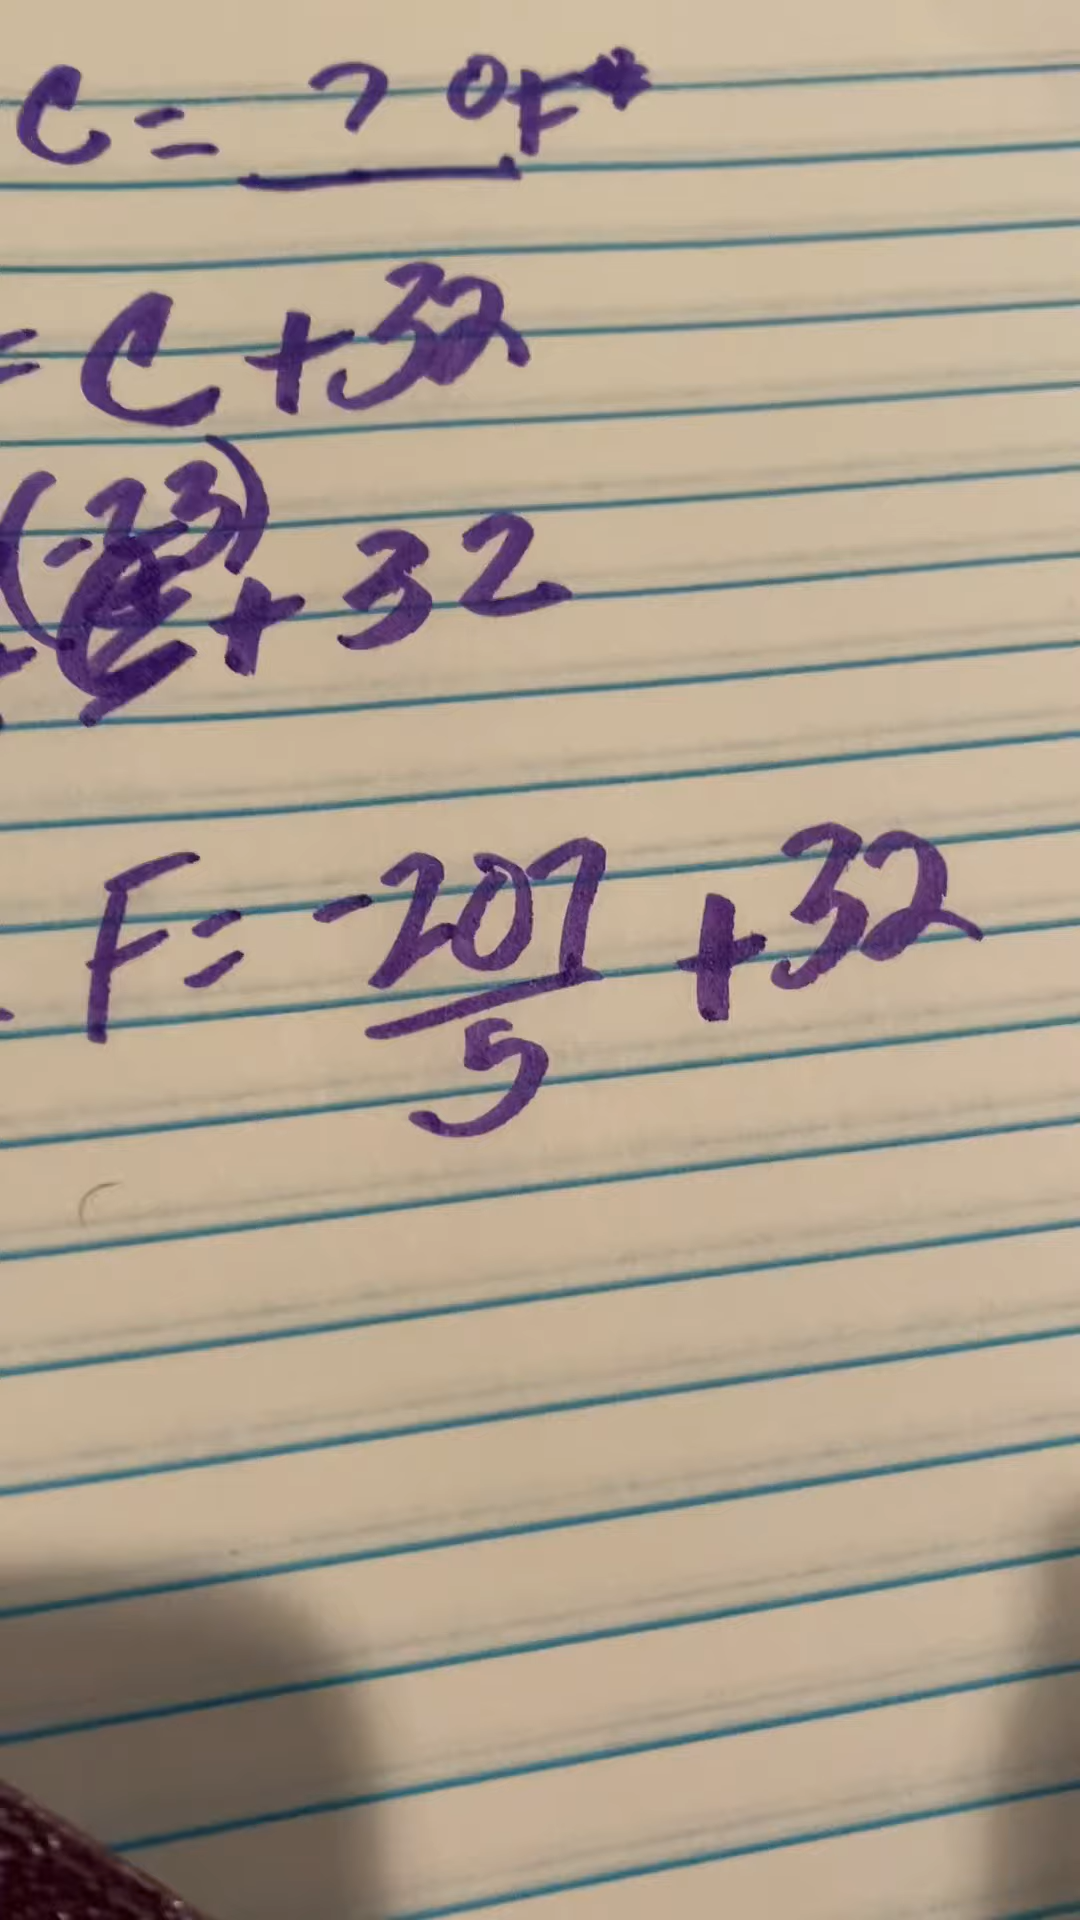 C = ? °F*
= C + 32
(-23) + 32
F = -207/5 + 32